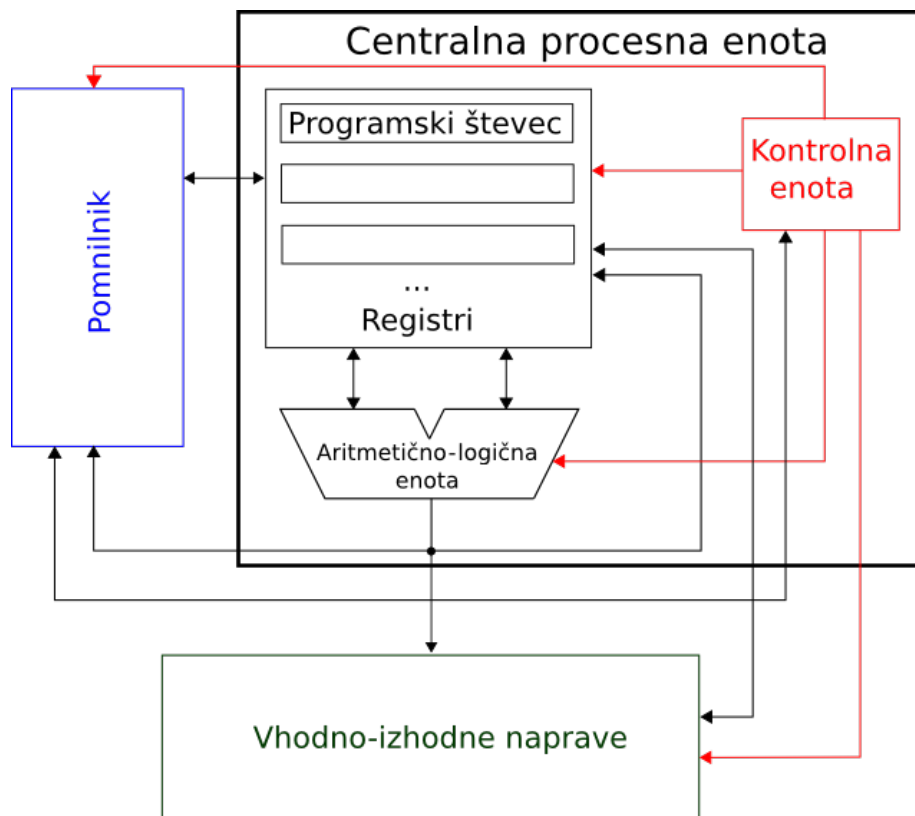 Centralna procesna enota
Programski števec
Kontrolna
enota
Pomnilnik
...
Registri
Aritmetično-logična
enota
Vhodno-izhodne naprave